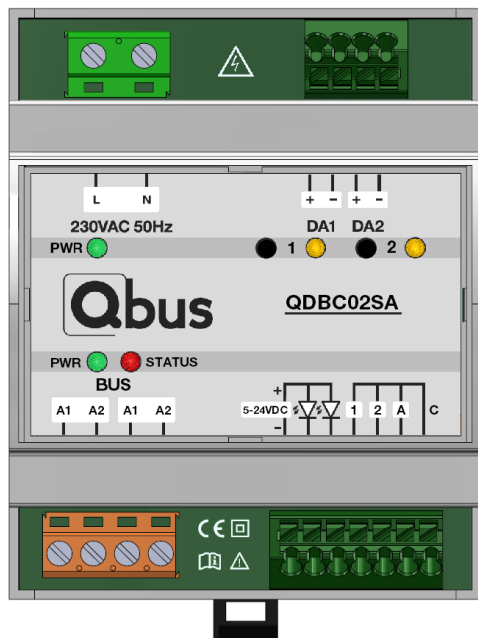 L N + - + -
230VAC 50Hz DA1 DA2
PWR 1 2
Qbus
QDBC02SA
PWR STATUS
BUS
A1 A2 A1 A2
+
5-24VDC 1 2 A C
-
CE
i